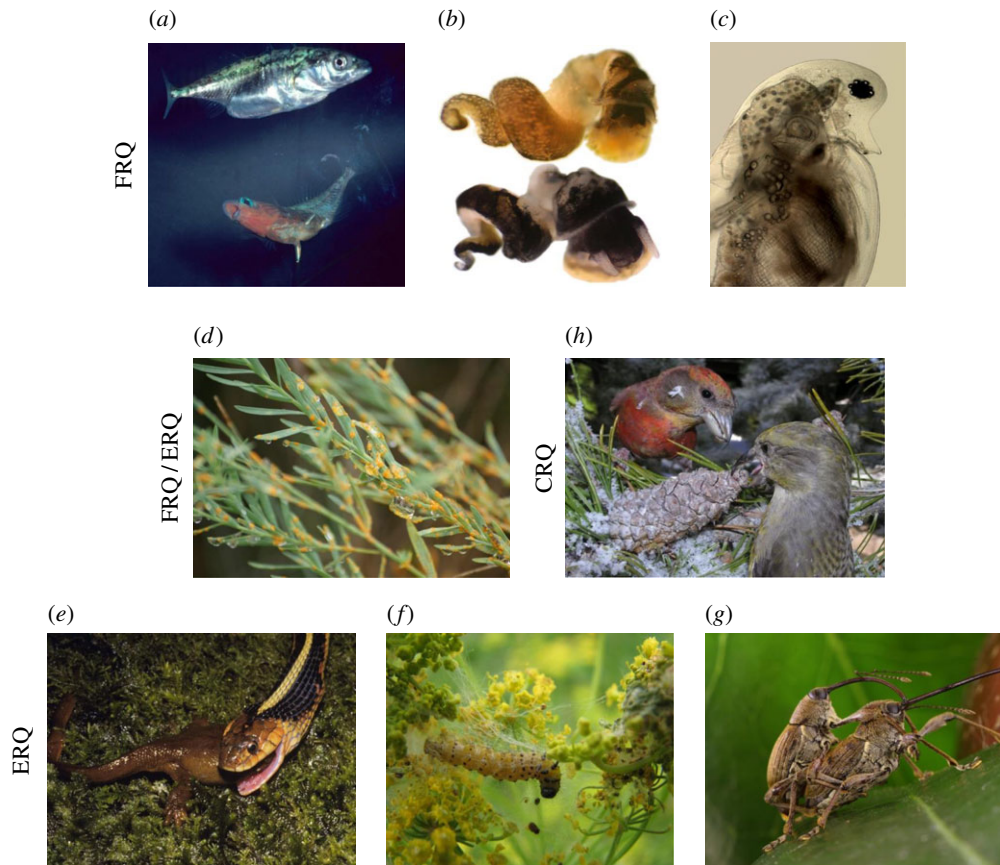 (a)
(b)
(c)
FRQ
(d)
(h)
FRQ / ERQ
CRQ
(e)
(f)
(g)
ERQ